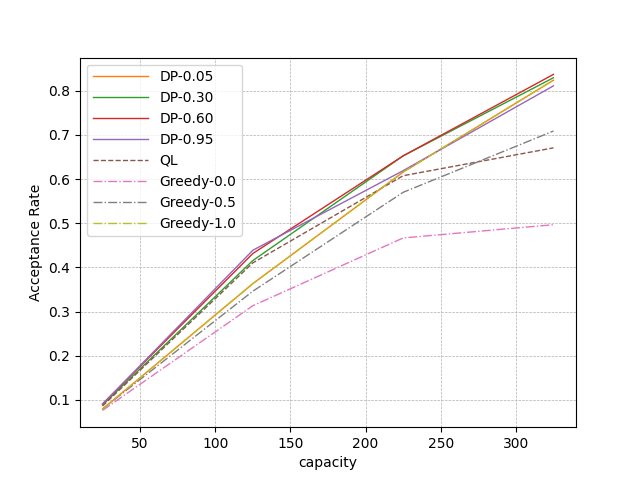 DP-0.05
DP-0.30
DP-0.60
DP-0.95
QL
Greedy-0.0
Greedy-0.5
Greedy-1.0
Acceptance Rate
0.8
0.7
0.6
0.5
0.4
0.3
0.2
0.1
50
100
150
200
250
300
capacity